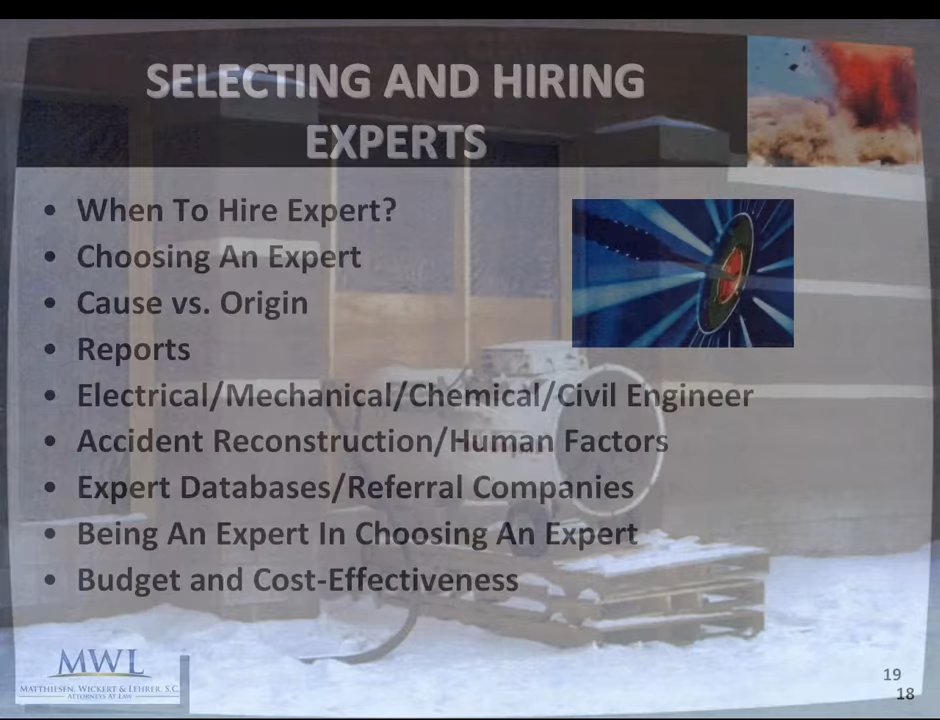 SELECTING AND HIRING
EXPERTS
• When To Hire Expert?
• Choosing An Expert
• Cause vs. Origin
• Reports
• Electrical/Mechanical/Chemical/Civil Engineer
• Accident Reconstruction/Human Factors
• Expert Databases/Referral Companies
• Being An Expert In Choosing An Expert
• Budget and Cost-Effectiveness
MWL
MATTHIESEN, WICKERT & LEHRER, S.C.
ATTORNEYS AT LAW
19
18